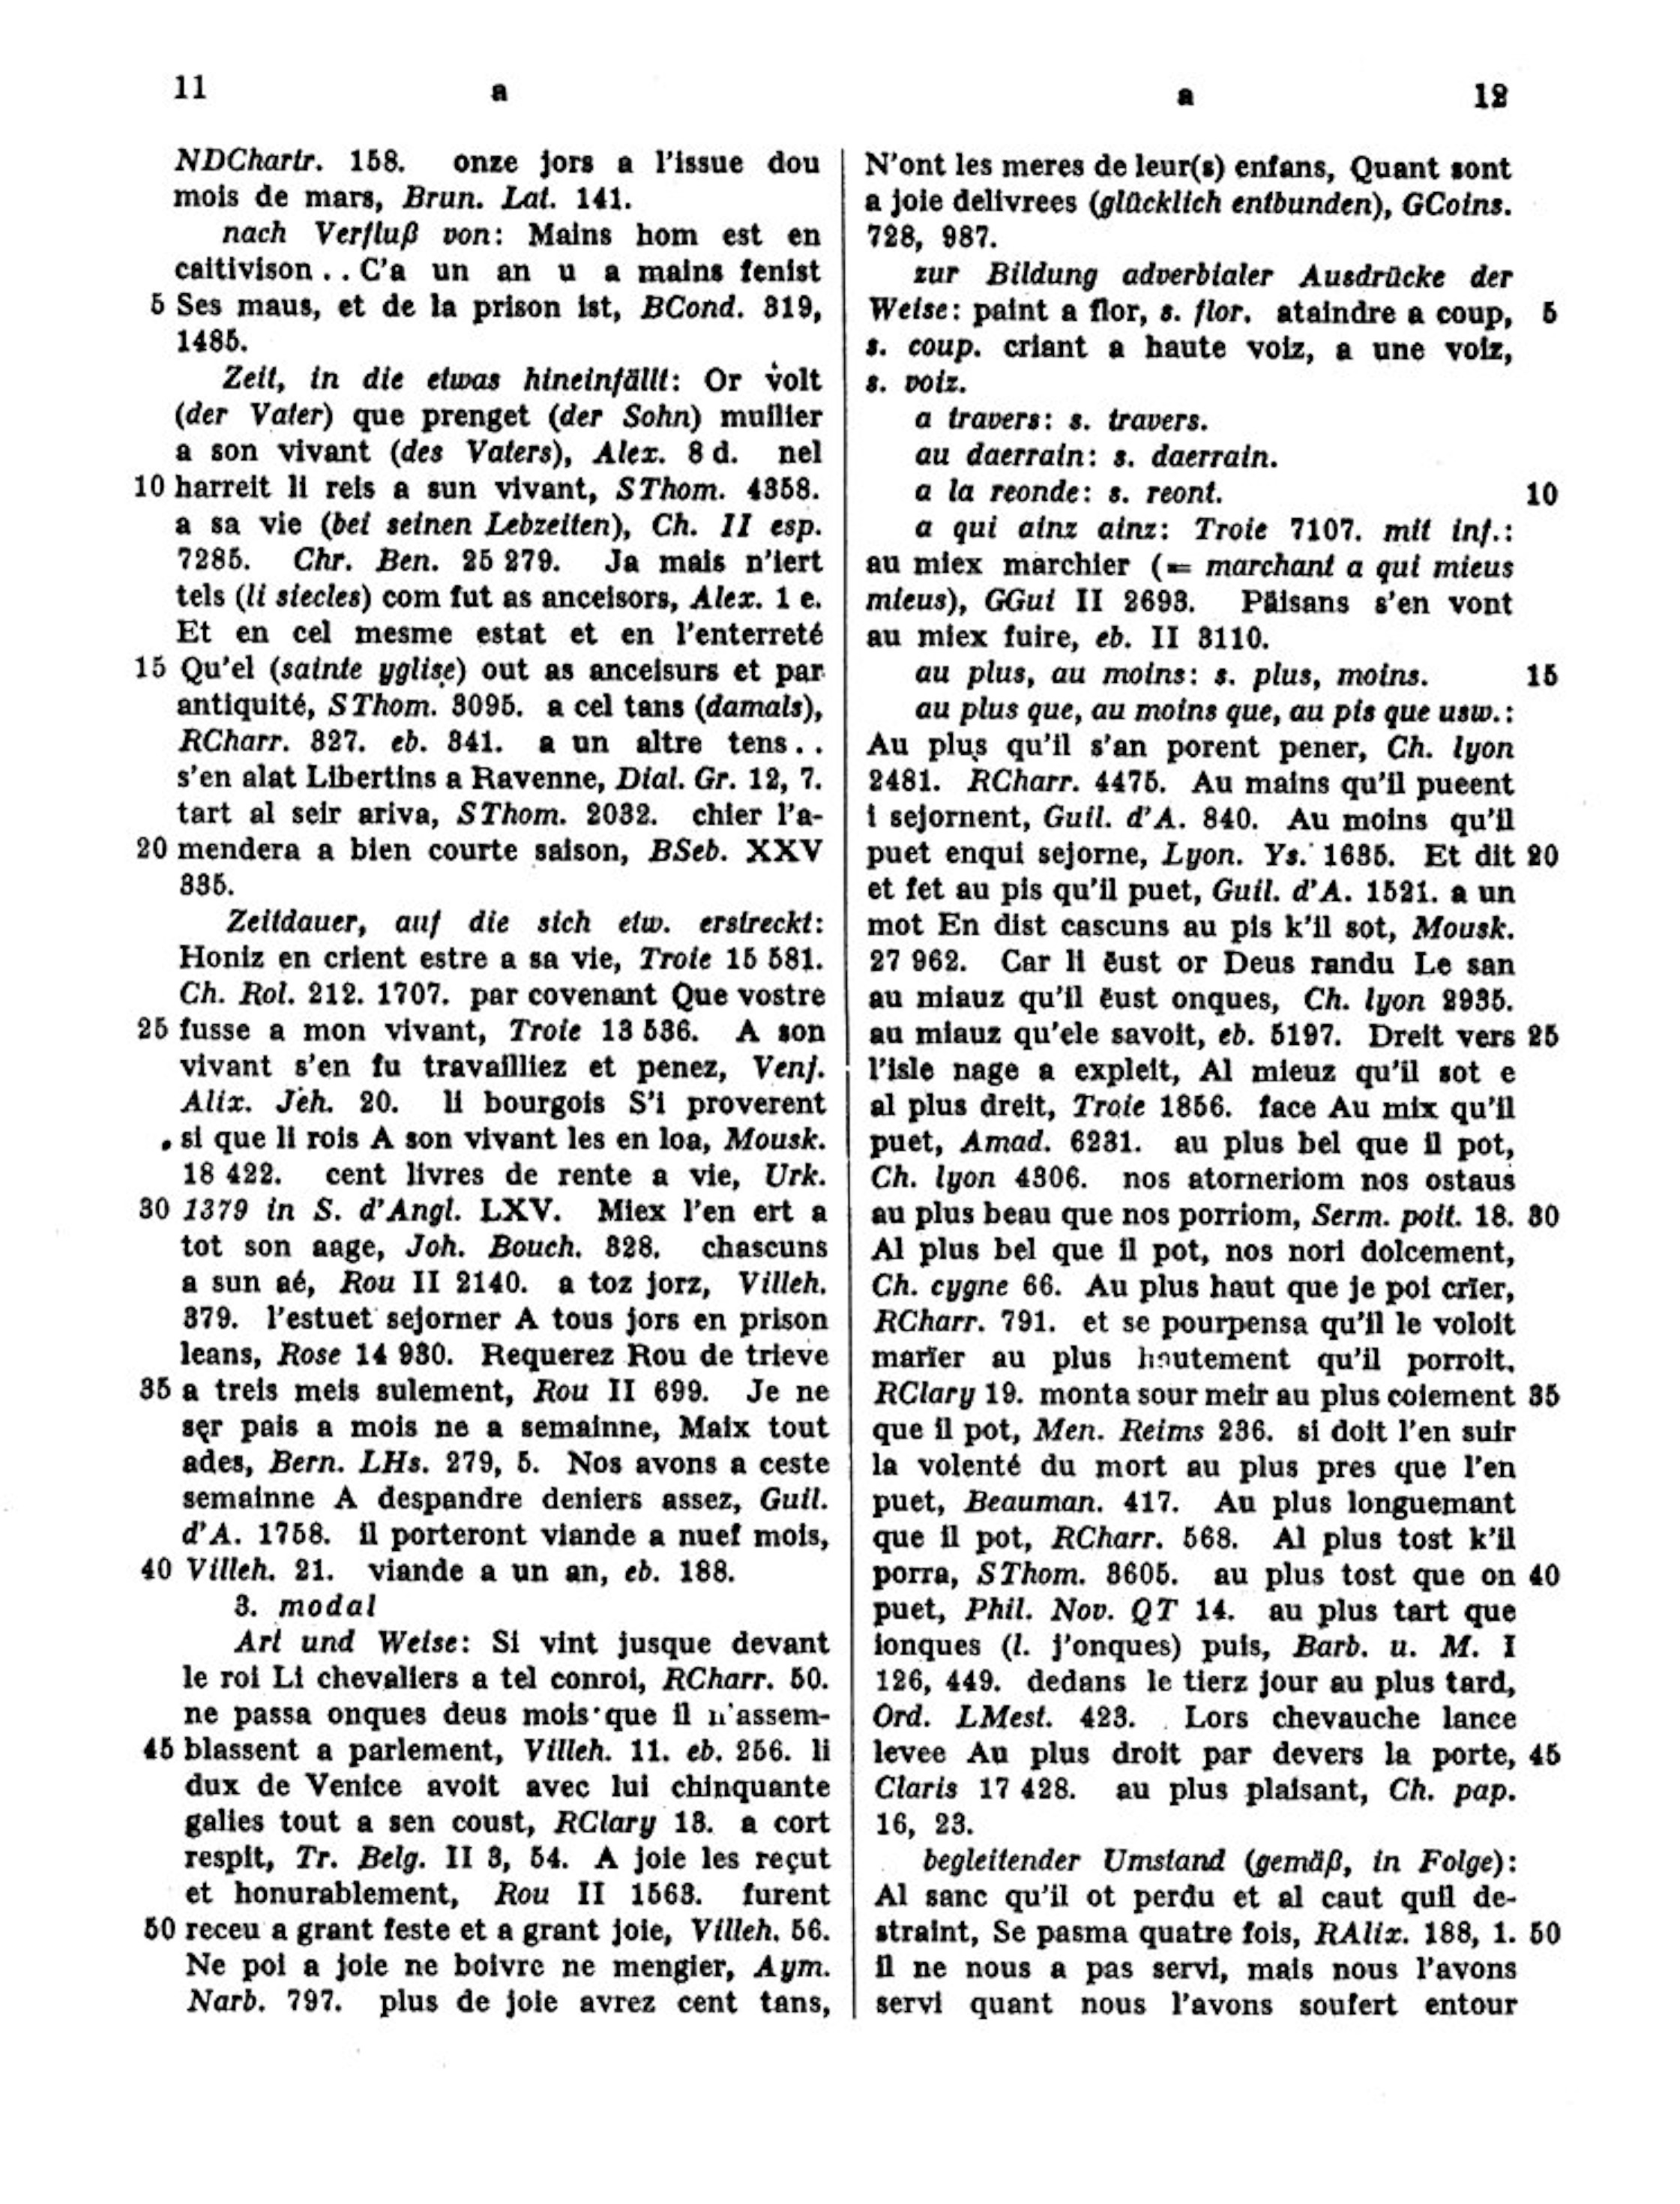 11
a
NDChartr. 158. onze jors a l'issue dou
mois de mars, Brun. Lat. 141.
nach Verfluß von: Mains hom est en
caitivison . . C'a un an u a mains fenist
5 Ses maus, et de la prison ist, BCond. 319,
1485.
Zeit, in die etwas hineinfällt: Or volt
(der Vater) que prenget (der Sohn) muillier
a son vivant (des Vaters), Alex. 8 d. nel
10 harreit li reis a sun vivant, SThom. 4358.
a sa vie (bei seinen Lebzeiten), Ch. II esp.
7285. Chr. Ben. 25 279. Ja mais n'iert
tels (li siecles) com fut as anceisors, Alex. 1 e.
Et en cel mesme estat et en l'enterreté
15 Qu'el (sainte yglise) out as anceisurs et par
antiquité, SThom. 3095. a cel tans (damals),
RCharr. 327. eb. 341. a un altre tens . .
s'en alat Libertins a Ravenne, Dial. Gr. 12, 7.
tart al seir ariva, SThom. 2032. chier l'a-
20 mendera a bien courte saison, BSeb. XXV
335.
Zeitdauer, auf die sich etw. erstreckt:
Honiz en crient estre a sa vie, Troie 15 581.
Ch. Rol. 212. 1707. par covenant Que vostre
25 fusse a mon vivant, Troie 13 536. A son
vivant s'en fu travailliez et penez, Venj.
Alix. Jeh. 20. li bourgois S'i proverent
si que li rois A son vivant les en loa, Mousk.
18 422. cent livres de rente a vie, Urk.
30 1379 in S. d'Angl. LXV. Miex l'en ert a
tot son aage, Joh. Bouch. 328. chascuns
a sun aé, Rou II 2140. a toz jorz, Villeh.
379. l'estuet sejorner A tous jors en prison
leans, Rose 14 930. Requerez Rou de trieve
35 a treis meis sulement, Rou II 699. Je ne
sęr pais a mois ne a semainne, Maix tout
ades, Bern. LHs. 279, 5. Nos avons a ceste
semainne A despandre deniers assez, Guil.
d'A. 1758. il porteront viande a nuef mois,
40 Villeh. 21. viande a un an, eb. 188.
3. modal
Art und Weise: Si vint jusque devant
le roi Li chevaliers a tel conroi, RCharr. 50.
ne passa onques deus mois que il n'assem-
45 blassent a parlement, Villeh. 11. eb. 256. li
dux de Venice avoit avec lui chinquante
galies tout a sen coust, RClary 13. a cort
respit, Tr. Belg. II 3, 54. A joie les reçut
et honurablement, Rou II 1563. furent
50 receu a grant feste et a grant joie, Villeh. 56.
Ne poi a joie ne boivre ne mengier, Aym.
Narb. 797. plus de joie avrez cent tans,
a
12
N'ont les meres de leur(s) enfans, Quant sont
a joie delivrees (glücklich entbunden), GCoins.
728, 987.
zur Bildung adverbialer Ausdrücke der
Weise: paint a flor, s. flor. ataindre a coup, 5
s. coup. criant a haute voiz, a une voiz,
s. voiz.
a travers: s. travers.
au daerrain: s. daerrain.
a la reonde: s. reont. 10
a qui ainz ainz: Troie 7107. mit inf.:
au miex marchier (= marchant a qui mieus
mieus), GGui II 2693. Päisans s'en vont
au miex fuire, eb. II 3110.
au plus, au moins: s. plus, moins. 15
au plus que, au moins que, au pis que usw.:
Au plus qu'il s'an porent pener, Ch. lyon
2481. RCharr. 4475. Au mains qu'il pueent
i sejornent, Guil. d'A. 840. Au moins qu'il
puet enqui sejorne, Lyon. Ys. 1635. Et dit 20
et fet au pis qu'il puet, Guil. d'A. 1521. a un
mot En dist cascuns au pis k'il sot, Mousk.
27 962. Car li ëust or Deus randu Le san
au miauz qu'il ëust onques, Ch. lyon 2935.
au miauz qu'ele savoit, eb. 5197. Dreit vers 25
l'isle nage a expleit, Al mieuz qu'il sot e
al plus dreit, Troie 1856. face Au mix qu'il
puet, Amad. 6231. au plus bel que il pot,
Ch. lyon 4306. nos atorneriom nos ostaus
au plus beau que nos porriom, Serm. poit. 18. 30
Al plus bel que il pot, nos nori dolcement,
Ch. cygne 66. Au plus haut que je poi crïer,
RCharr. 791. et se pourpensa qu'il le voloit
marïer au plus hautement qu'il porroit,
RClary 19. monta sour meir au plus coiement 35
que il pot, Men. Reims 236. si doit l'en suir
la volenté du mort au plus pres que l'en
puet, Beauman. 417. Au plus longuemant
que il pot, RCharr. 568. Al plus tost k'il
porra, SThom. 3605. au plus tost que on 40
puet, Phil. Nov. QT 14. au plus tart que
ionques (l. j'onques) puis, Barb. u. M. I
126, 449. dedans le tierz jour au plus tard,
Ord. LMest. 423. Lors chevauche lance
levee Au plus droit par devers la porte, 45
Claris 17 428. au plus plaisant, Ch. pap.
16, 23.
begleitender Umstand (gemäß, in Folge):
Al sanc qu'il ot perdu et al caut quil de-
straint, Se pasma quatre fois, RAlix. 188, 1. 50
il ne nous a pas servi, mais nous l'avons
servi quant nous l'avons soufert entour